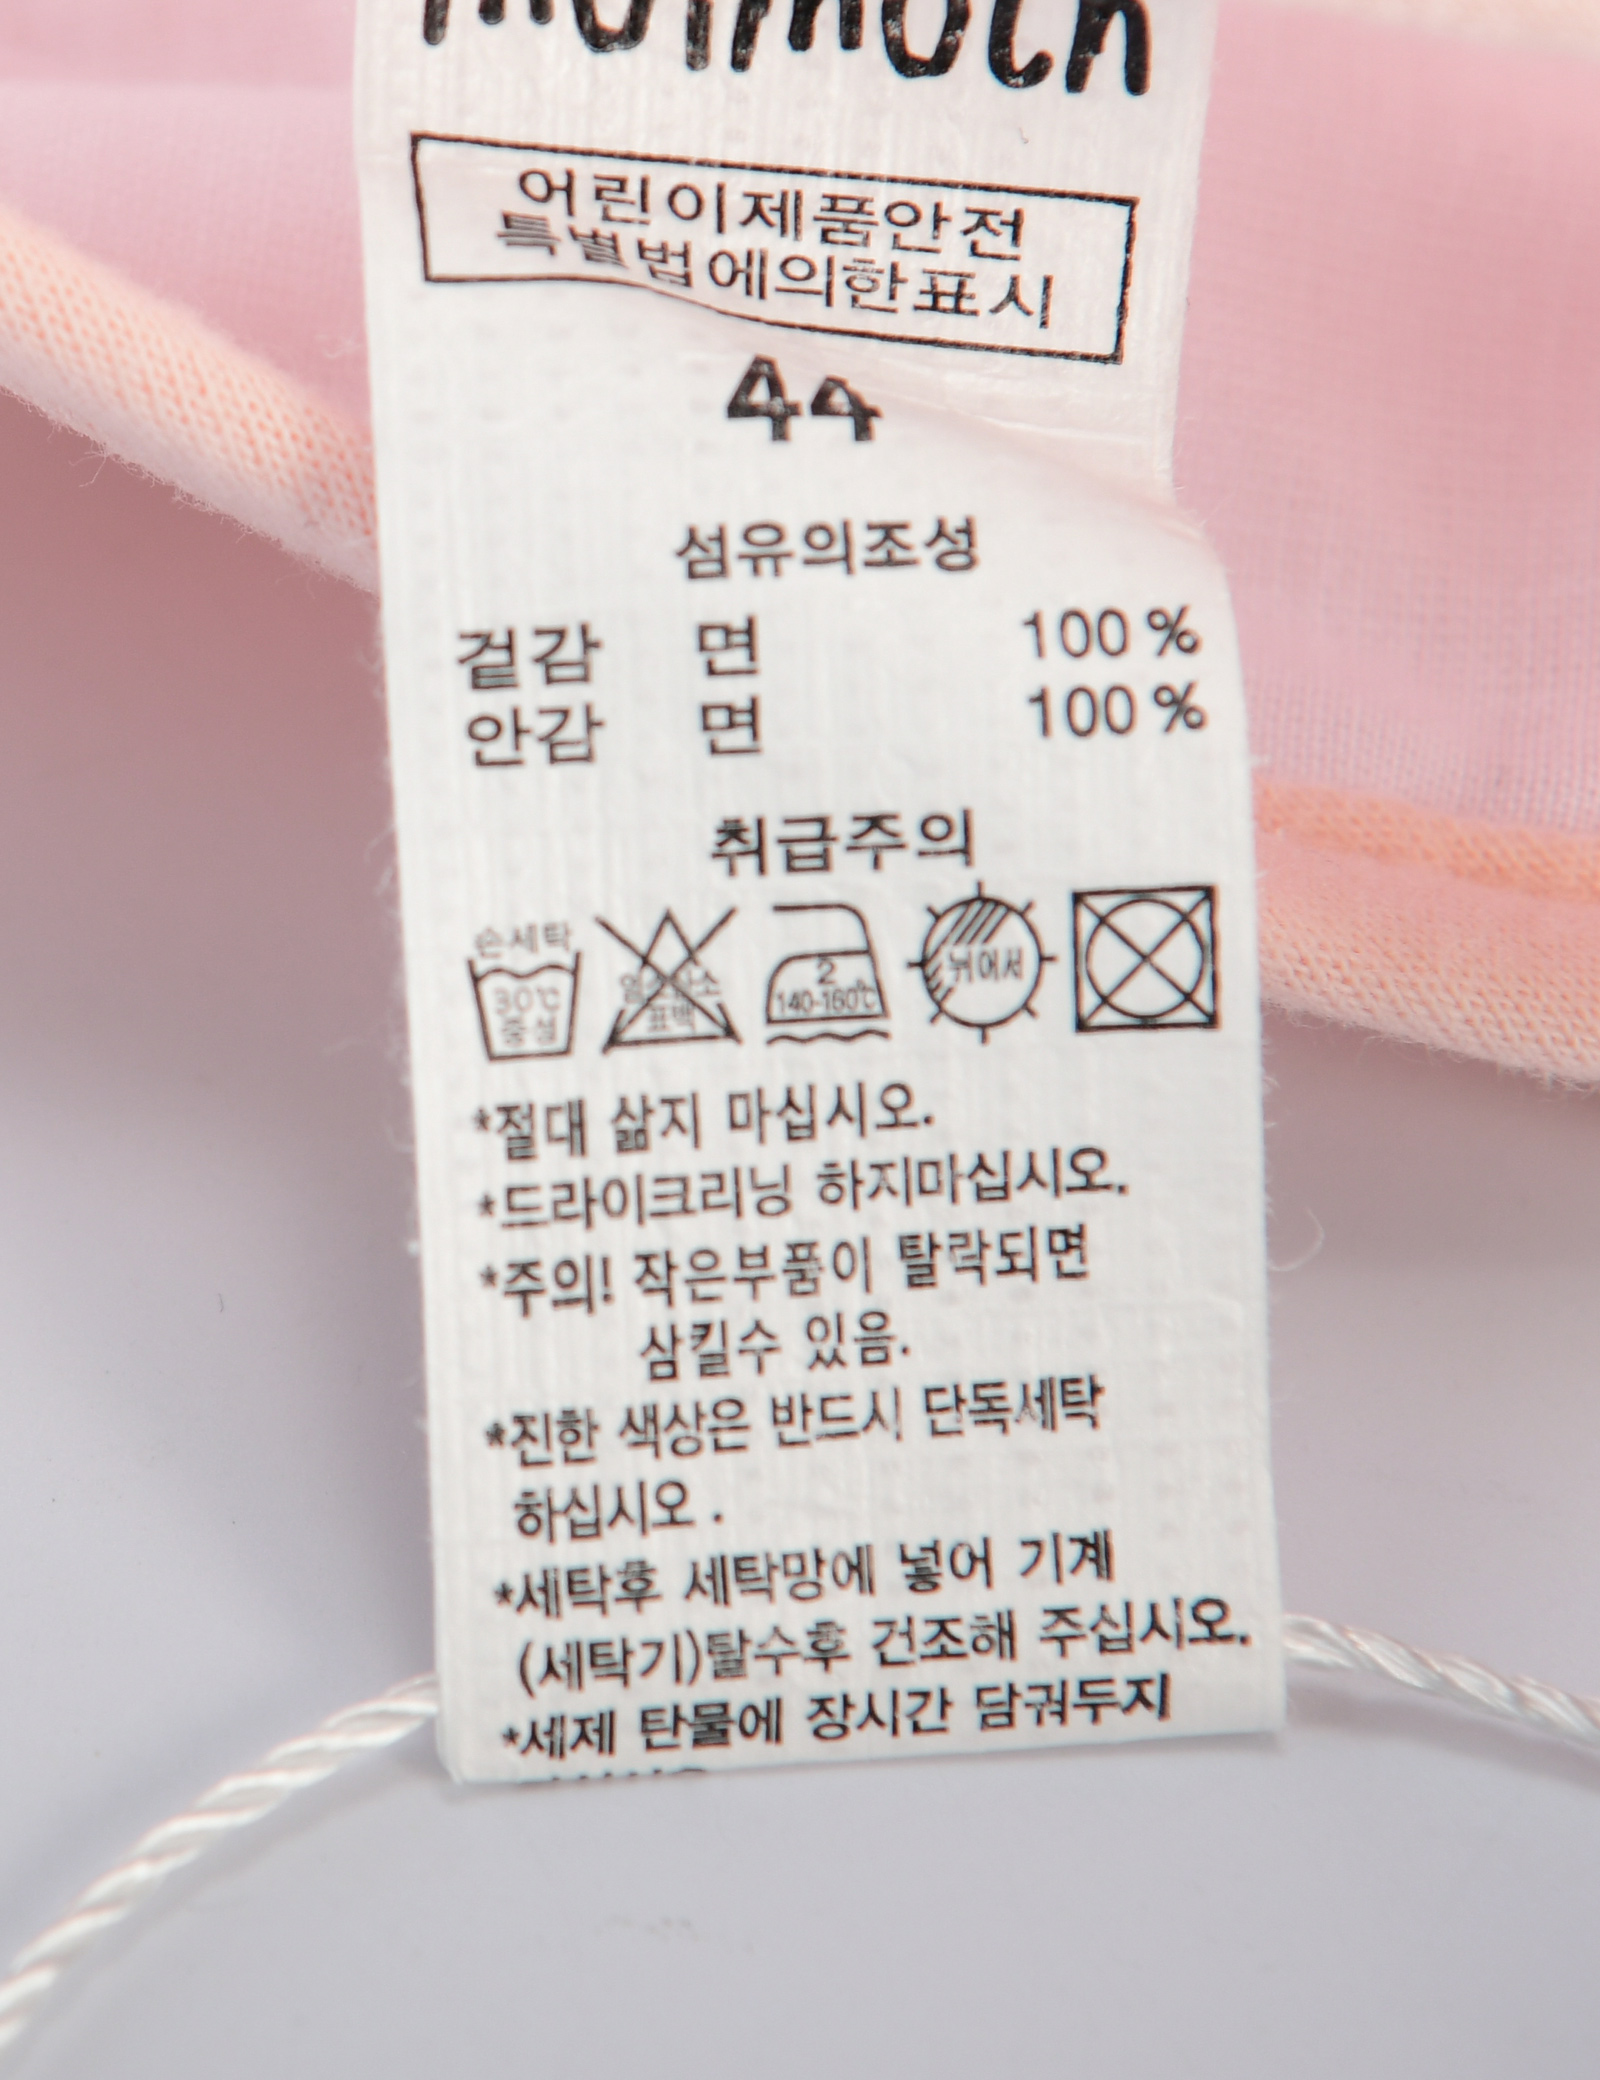 어린이제품안전
특별법에의한표시
44
섬유의조성
겉감 면 100%
안감 면 100%
취급주의
손세탁
30℃
중성
염소산소
표백
2
140-160℃
뉘어서
*절대 삶지 마십시오.
*드라이크리닝 하지마십시오.
*주의! 작은부품이 탈락되면
삼킬수 있음.
*진한 색상은 반드시 단독세탁
하십시오.
*세탁후 세탁망에 넣어 기계
(세탁기)탈수후 건조해 주십시오.
*세제 탄물에 장시간 담궈두지